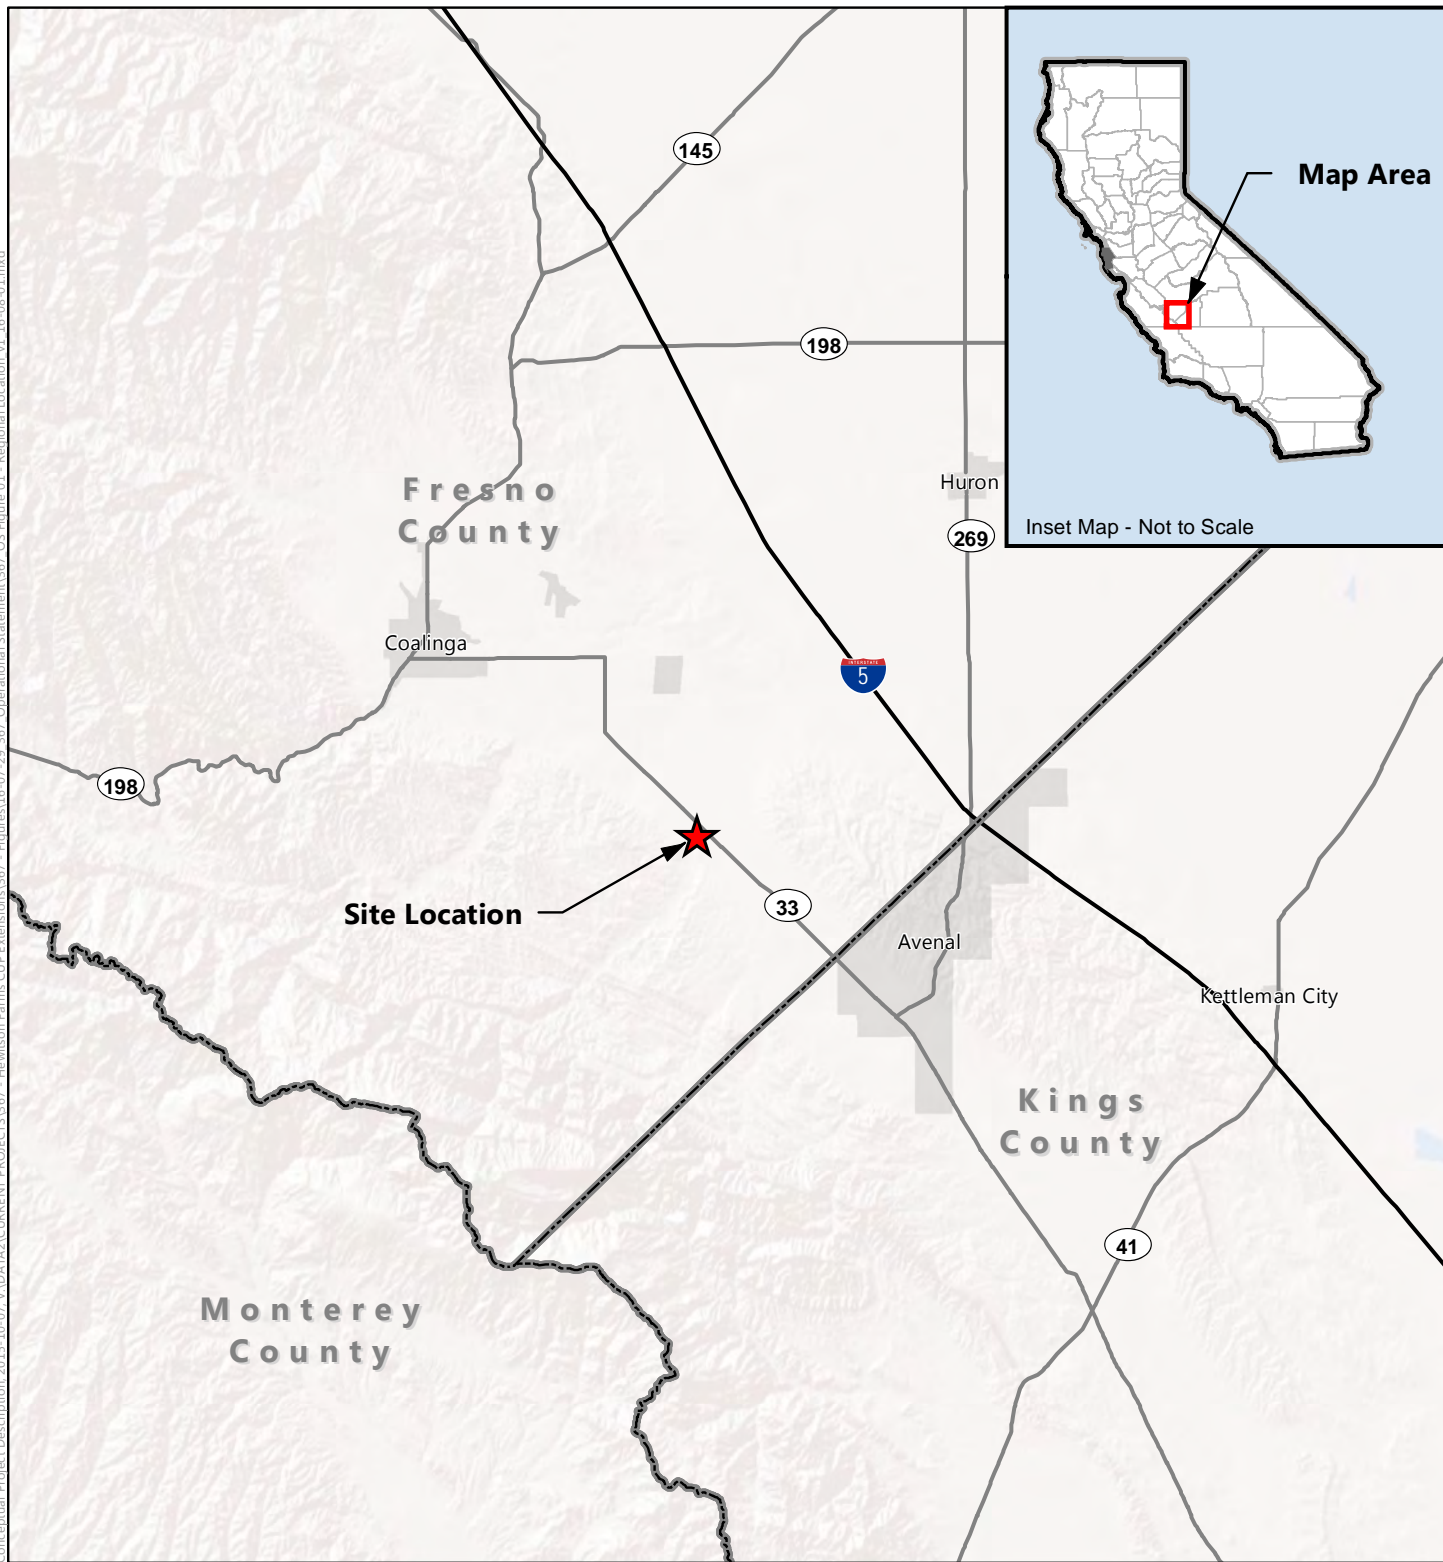 Map Area
Inset Map - Not to Scale
145
198
Huron
269
Fresno
County
Coalinga
INTERSTATE
5
198
Site Location
33
Avenal
Kettleman City
Kings
County
41
Monterey
County